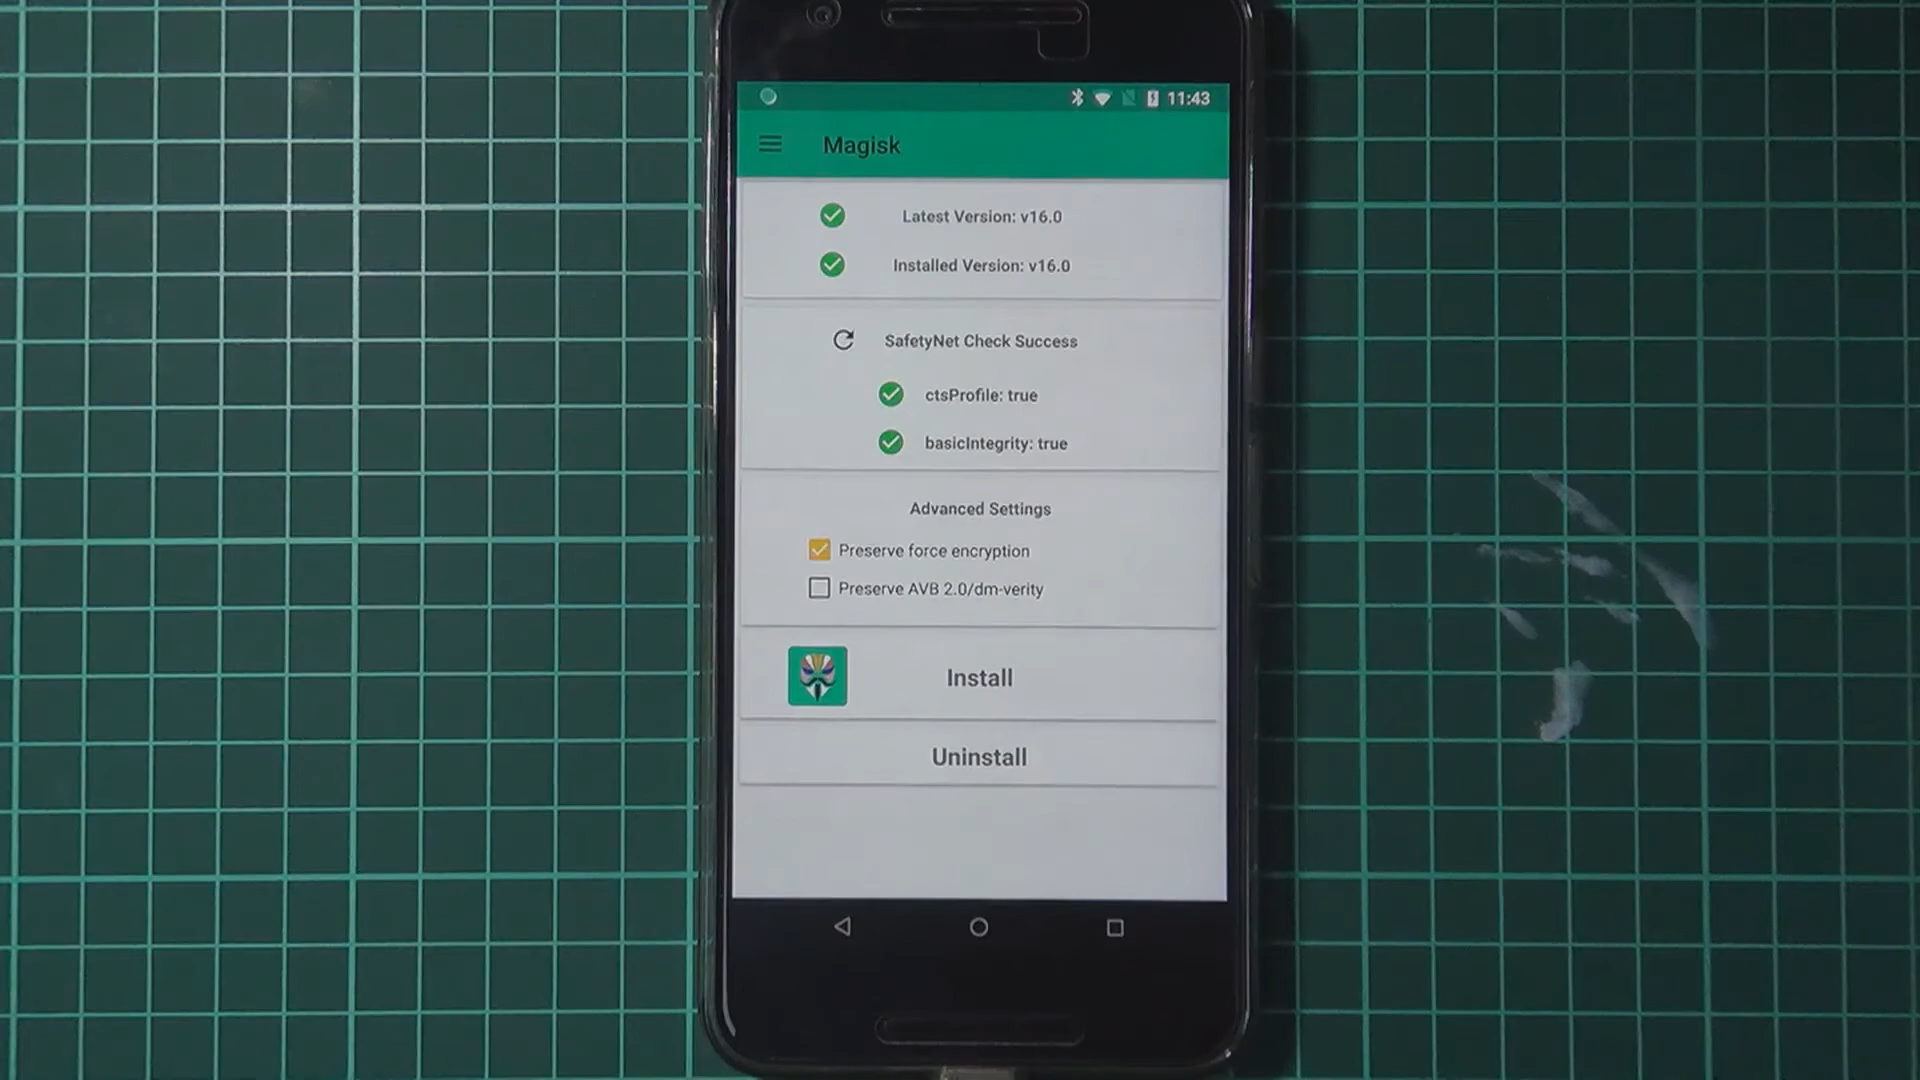 11:43
Magisk
Latest Version: v16.0
Installed Version: v16.0
SafetyNet Check Success
ctsProfile: true
basicIntegrity: true
Advanced Settings
Preserve force encryption
Preserve AVB 2.0/dm-verity
Install
Uninstall